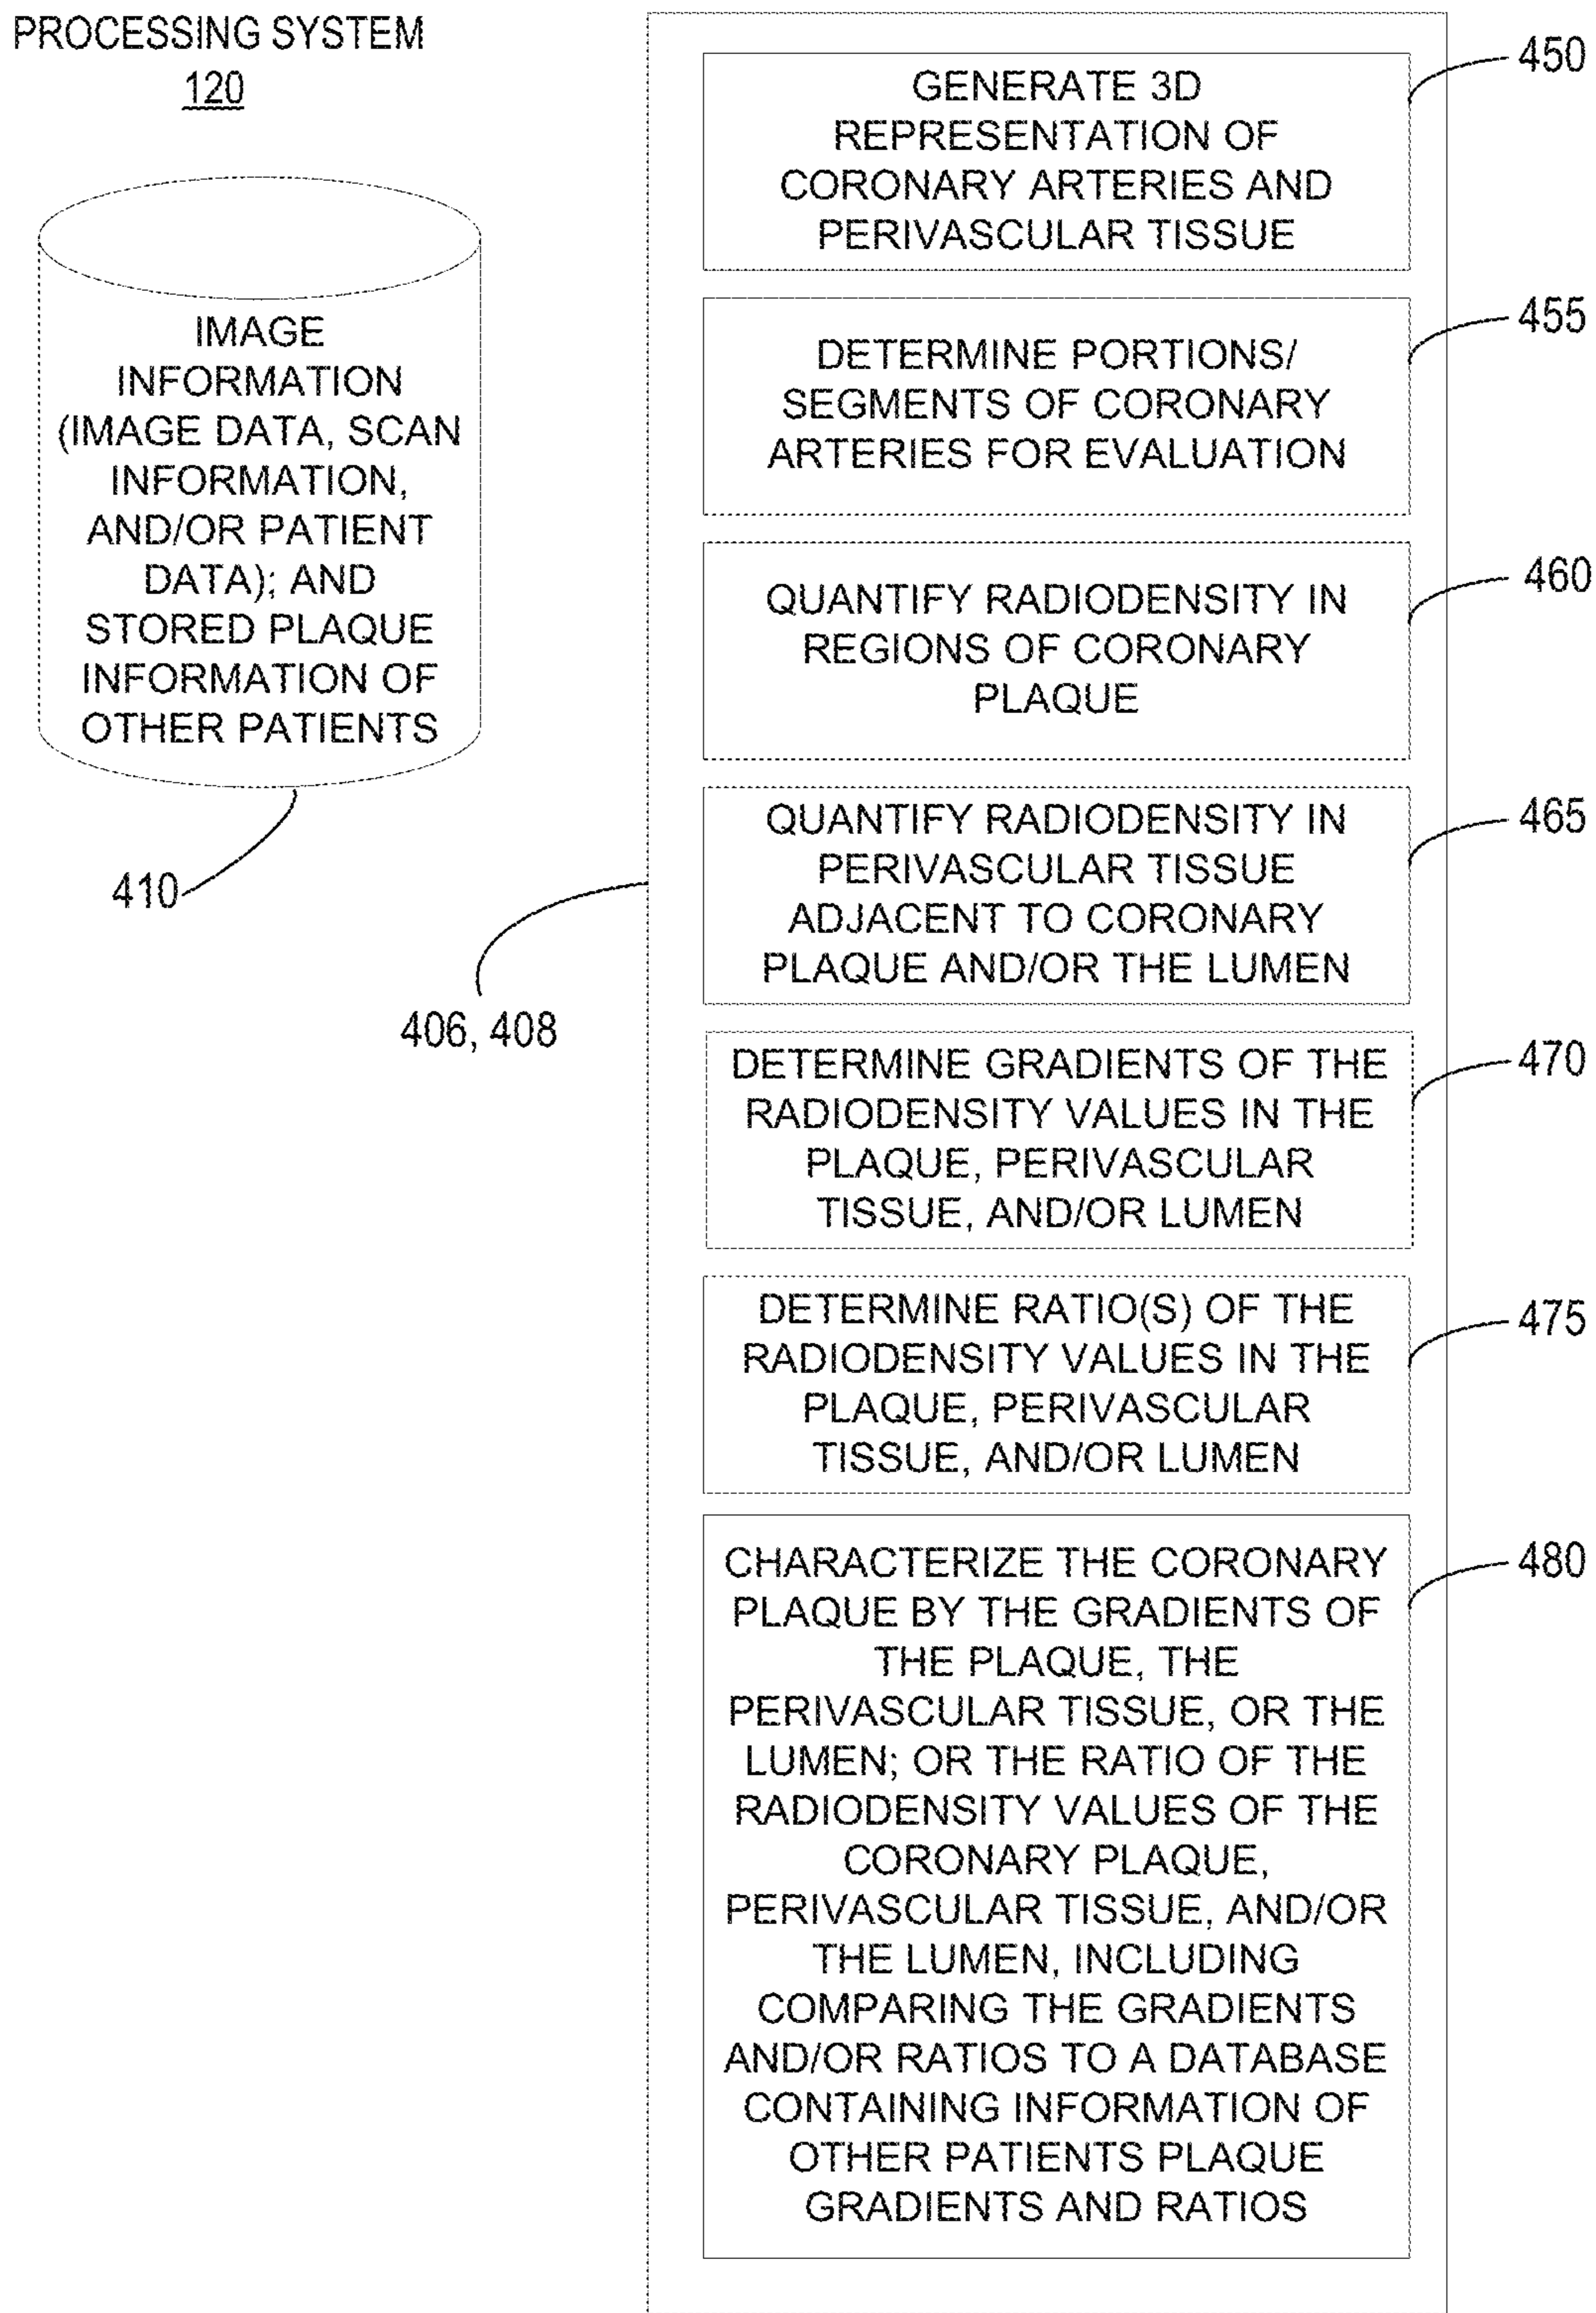 PROCESSING SYSTEM
120
IMAGE
INFORMATION
(IMAGE DATA, SCAN
INFORMATION,
AND/OR PATIENT
DATA); AND
STORED PLAQUE
INFORMATION OF
OTHER PATIENTS
410
406, 408
GENERATE 3D
REPRESENTATION OF
CORONARY ARTERIES AND
PERIVASCULAR TISSUE
450
DETERMINE PORTIONS/
SEGMENTS OF CORONARY
ARTERIES FOR EVALUATION
455
QUANTIFY RADIODENSITY IN
REGIONS OF CORONARY
PLAQUE
460
QUANTIFY RADIODENSITY IN
PERIVASCULAR TISSUE
ADJACENT TO CORONARY
PLAQUE AND/OR THE LUMEN
465
DETERMINE GRADIENTS OF THE
RADIODENSITY VALUES IN THE
PLAQUE, PERIVASCULAR
TISSUE, AND/OR LUMEN
470
DETERMINE RATIO(S) OF THE
RADIODENSITY VALUES IN THE
PLAQUE, PERIVASCULAR
TISSUE, AND/OR LUMEN
475
CHARACTERIZE THE CORONARY
PLAQUE BY THE GRADIENTS OF
THE PLAQUE, THE
PERIVASCULAR TISSUE, OR THE
LUMEN; OR THE RATIO OF THE
RADIODENSITY VALUES OF THE
CORONARY PLAQUE,
PERIVASCULAR TISSUE, AND/OR
THE LUMEN, INCLUDING
COMPARING THE GRADIENTS
AND/OR RATIOS TO A DATABASE
CONTAINING INFORMATION OF
OTHER PATIENTS PLAQUE
GRADIENTS AND RATIOS
480